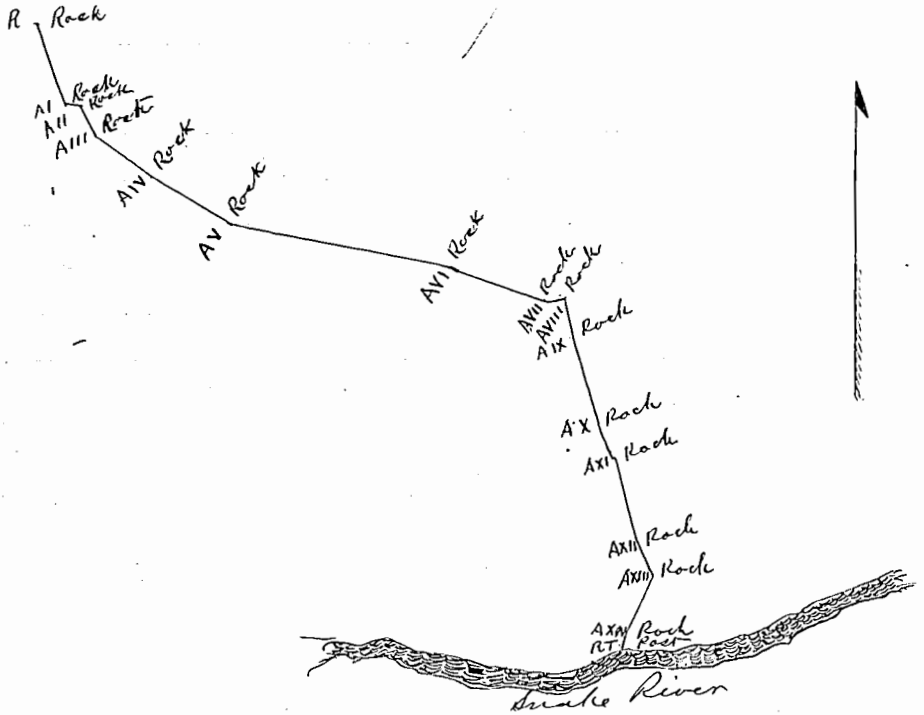 R Rock
AI Rock
AII Rock
AIII Rock
AIV Rock
AV Rock
AVI Rock
AVII Rock
AVIII Rock
AIX Rock
A X Rock
AXI Rock
AXII Rock
AXIII Rock
AXIV Rock
RT. Post
Snake River